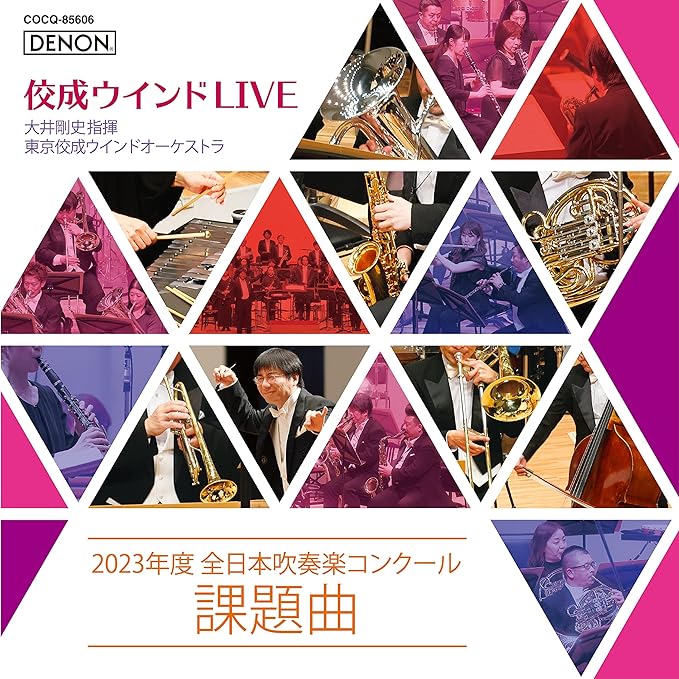 COCQ-85606
DENON
佼成ウインドLIVE
大井剛史指揮
東京佼成ウインドオーケストラ
2023年度 全日本吹奏楽コンクール
課題曲